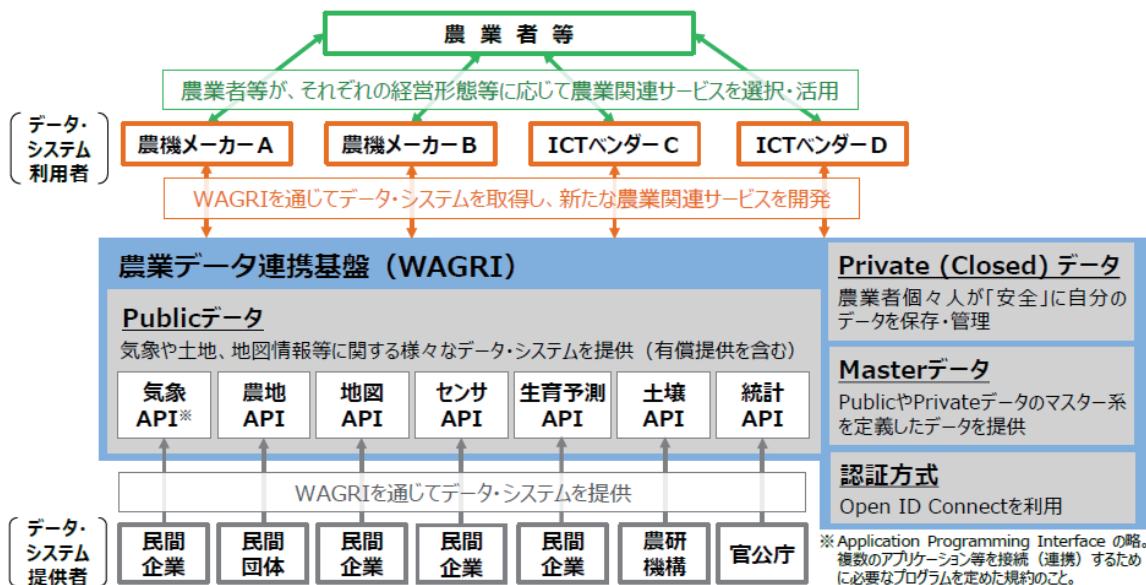 農業者等
農業者等が、それぞれの経営形態等に応じて農業関連サービスを選択・活用
データ・
システム
利用者
農機メーカーA
農機メーカーB
ICTベンダーC
ICTベンダーD
WAGRIを通じてデータ・システムを取得し、新たな農業関連サービスを開発
農業データ連携基盤（WAGRI）
Publicデータ
気象や土地、地図情報等に関する様々なデータ・システムを提供（有償提供を含む）
気象
API※
農地
API
地図
API
センサ
API
生育予測
API
土壌
API
統計
API
Private (Closed) データ
農業者個々人が「安全」に自分の
データを保存・管理
Masterデータ
PublicやPrivateデータのマスター系
を定義したデータを提供
認証方式
Open ID Connectを利用
WAGRIを通じてデータ・システムを提供
データ・
システム
提供者
民間
企業
民間
団体
民間
企業
民間
企業
民間
企業
農研
機構
官公庁
※Application Programming Interface の略。
複数のアプリケーション等を接続（連携）するため
に必要なプログラムを定めた規約のこと。